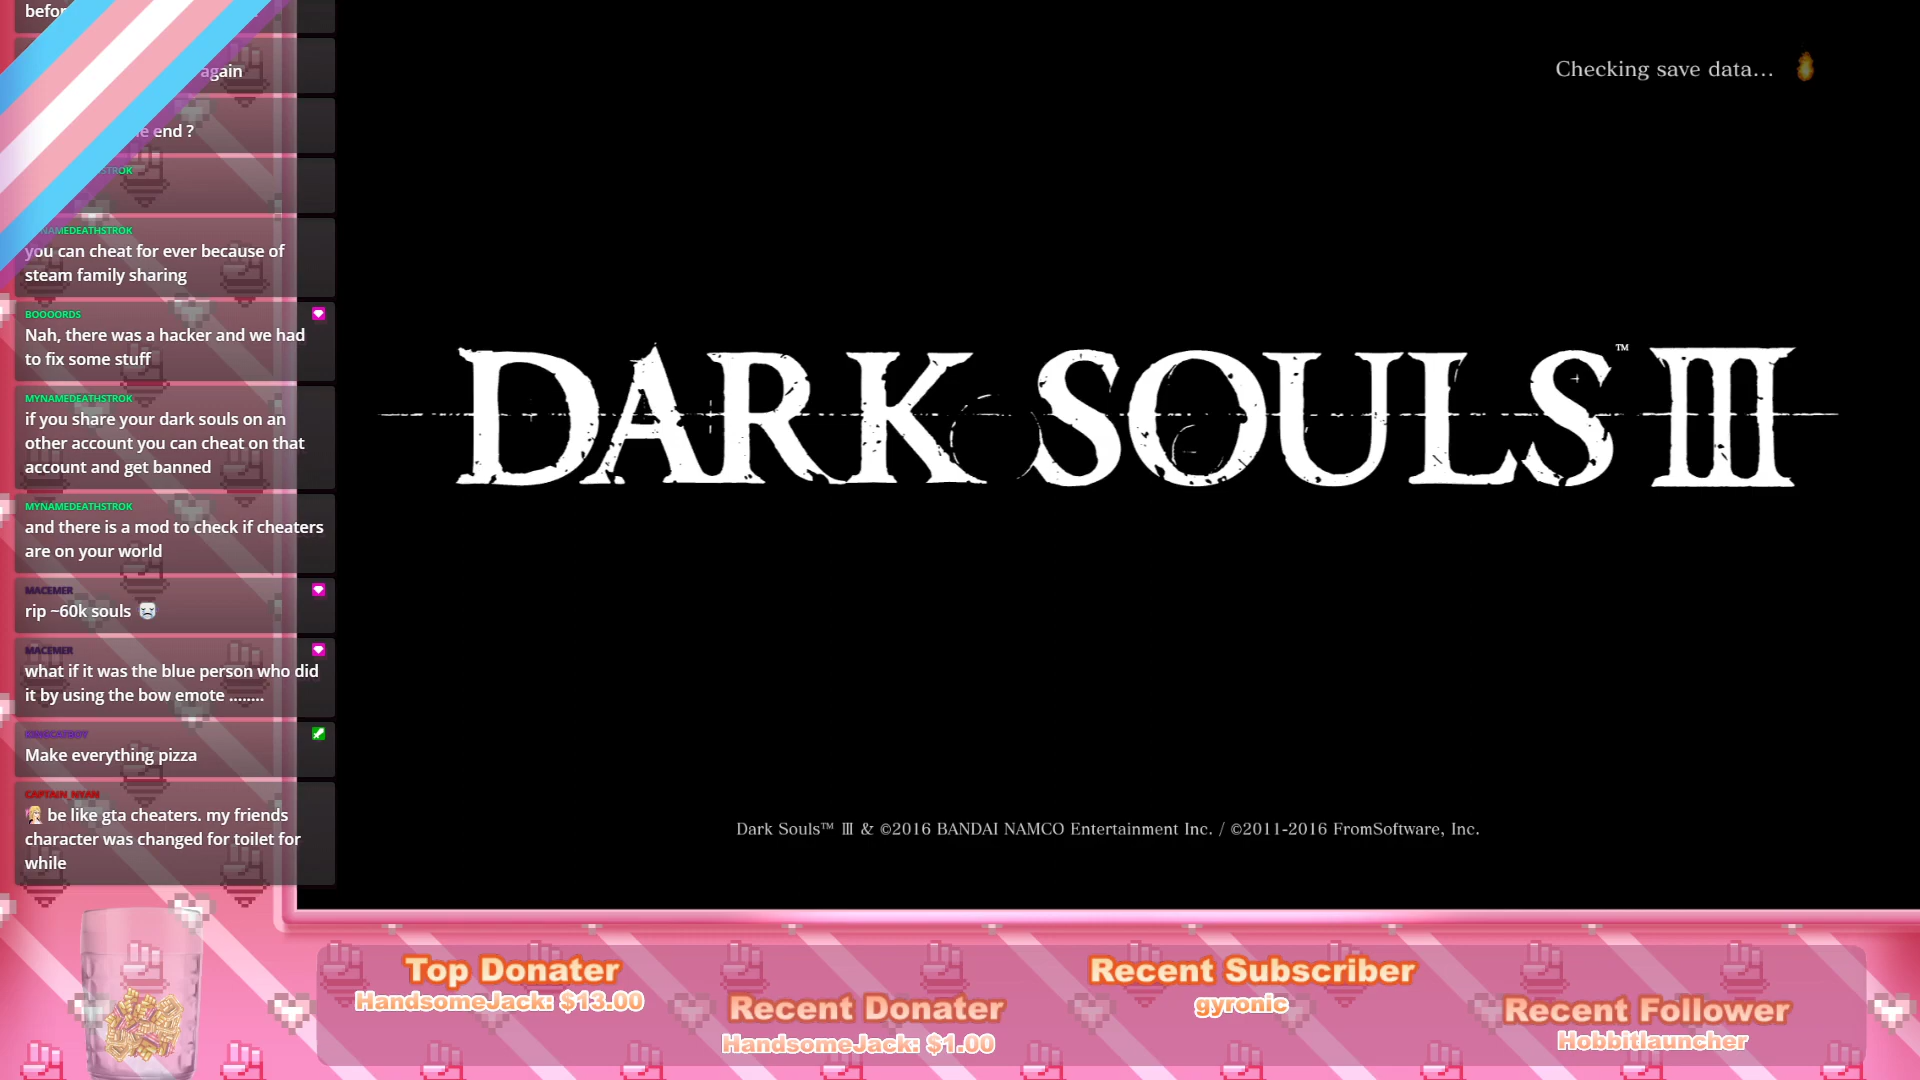 again
end ?
STROK
NAMEDEATHSTROK
you can cheat for ever because of
steam family sharing
BOOOORDS
Nah, there was a hacker and we had
to fix some stuff
MYNAMEDEATHSTROK
if you share your dark souls on an
other account you can cheat on that
account and get banned
MYNAMEDEATHSTROK
and there is a mod to check if cheaters
are on your world
MACEMER
rip ~60k souls
MACEMER
what if it was the blue person who did
it by using the bow emote ........
Make everything pizza
CAPTAIN_NYAN
be like gta cheaters. my friends
character was changed for toilet for
while
Checking save data...
DARK SOULS™ III
Dark Souls™ III & ©2016 BANDAI NAMCO Entertainment Inc. / ©2011-2016 FromSoftware, Inc.
Top Donater
HandsomeJack: $13.00
Recent Donater
HandsomeJack: $1.00
Recent Subscriber
gyronic
Recent Follower
Hobbitlauncher